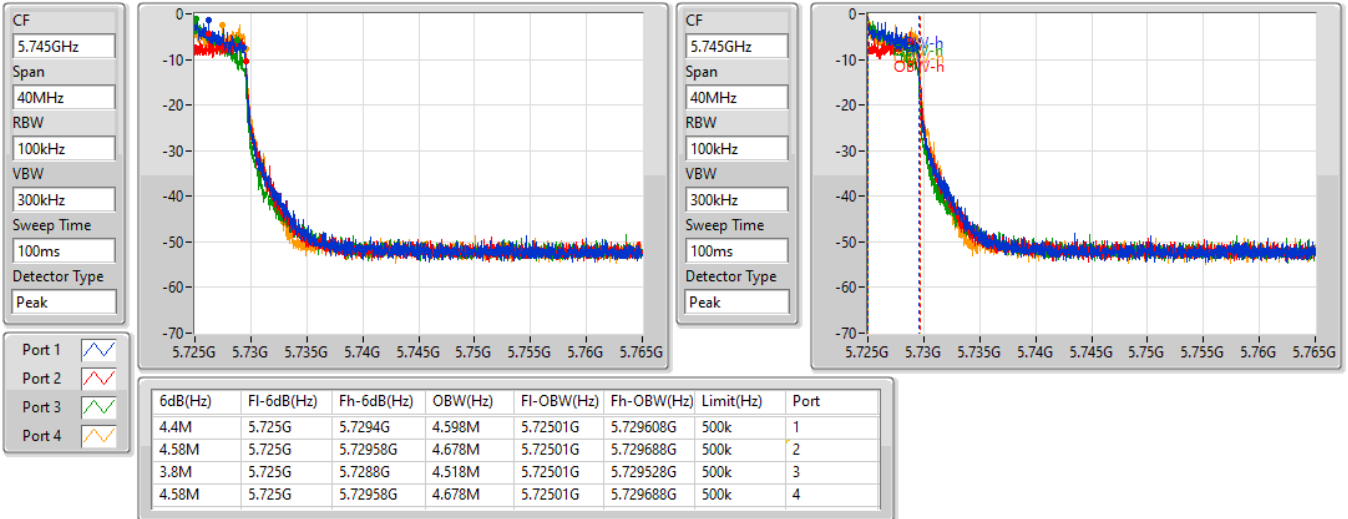 CF
5.745GHz
Span
40MHz
RBW
100kHz
VBW
300kHz
Sweep Time
100ms
Detector Type
Peak
0
-10
-20
-30
-40
-50
-60
-70
5.725G 5.73G 5.735G 5.74G 5.745G 5.75G 5.755G 5.76G 5.765G
CF
5.745GHz
Span
40MHz
RBW
100kHz
VBW
300kHz
Sweep Time
100ms
Detector Type
Peak
0
-10
-20
-30
-40
-50
-60
-70
OBW-h
5.725G 5.73G 5.735G 5.74G 5.745G 5.75G 5.755G 5.76G 5.765G
Port 1
Port 2
Port 3
Port 4
6dB(Hz) Fl-6dB(Hz) Fh-6dB(Hz) OBW(Hz) Fl-OBW(Hz) Fh-OBW(Hz) Limit(Hz) Port
4.4M 5.725G 5.7294G 4.598M 5.72501G 5.729608G 500k 1
4.58M 5.725G 5.72958G 4.678M 5.72501G 5.729688G 500k 2
3.8M 5.725G 5.7288G 4.518M 5.72501G 5.729528G 500k 3
4.58M 5.725G 5.72958G 4.678M 5.72501G 5.729688G 500k 4